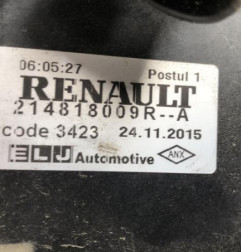 06:05:27 Postul 1
RENAULT
214818009R--A
code 3423 24.11.2015
Automotive ANX